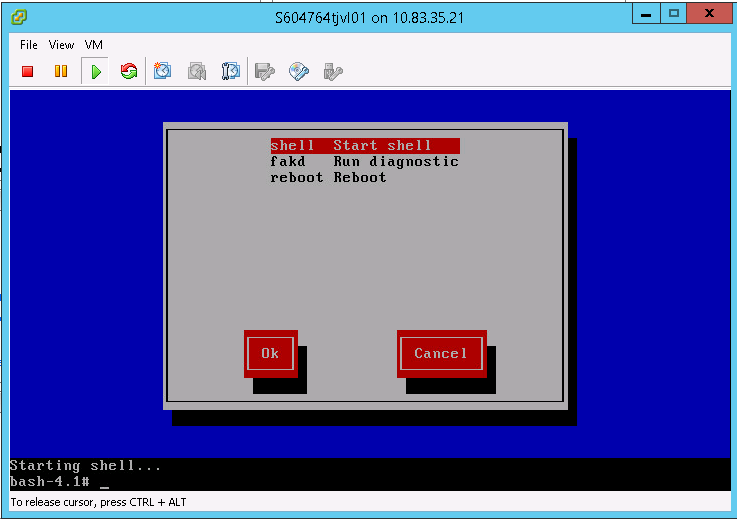 S604764tjvl01 on 10.83.35.21
File View VM
shell Start shell
fakd Run diagnostic
reboot Reboot
Ok Cancel
Starting shell...
bash-4.1# _
To release cursor, press CTRL + ALT